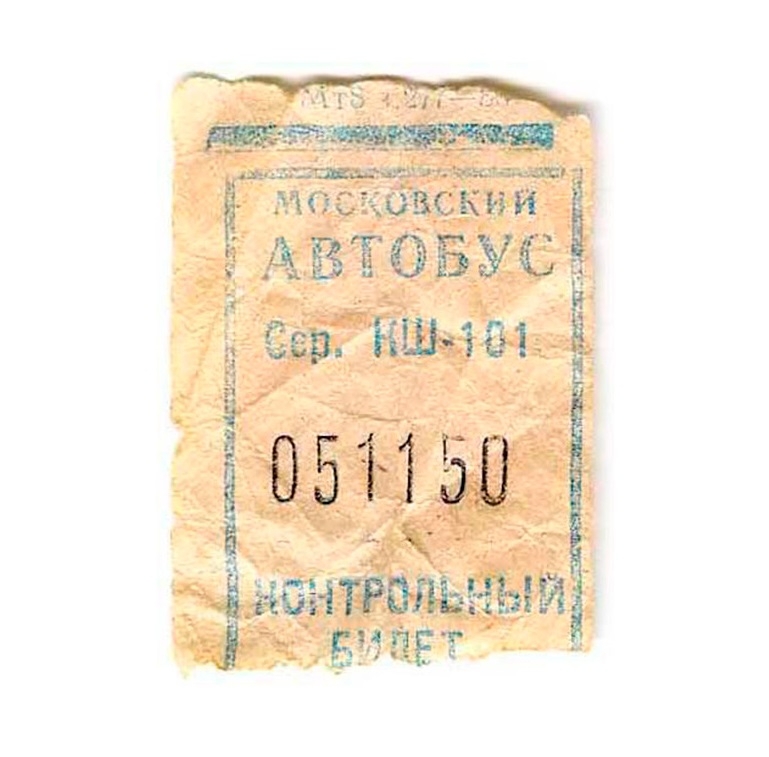 МОСКОВСКИЙ
АВТОБУС
Сер. КШ-101
051150
КОНТРОЛЬНЫЙ
БИЛЕТ